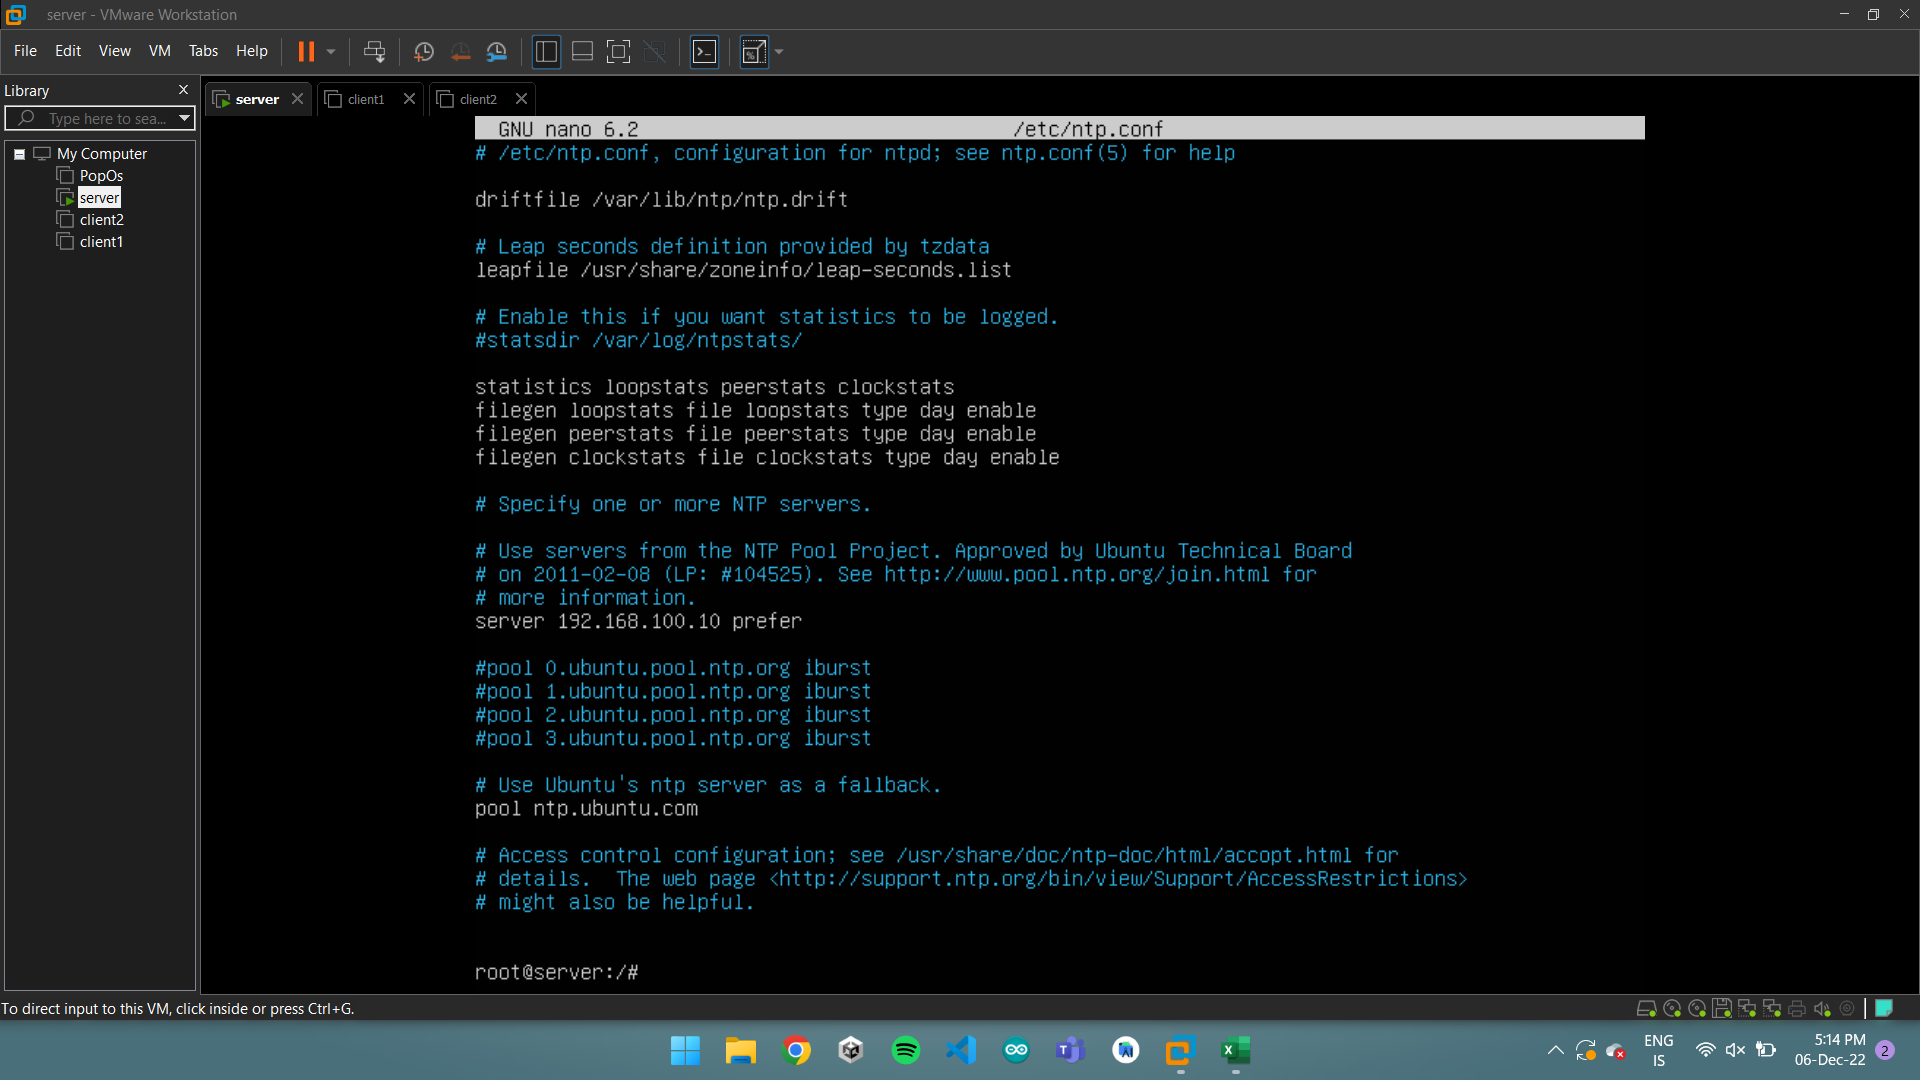 server - VMware Workstation
File Edit View VM Tabs Help
Library
Type here to sea...
My Computer
PopOs
server
client2
client1
server client1 client2
GNU nano 6.2 /etc/ntp.conf
# /etc/ntp.conf, configuration for ntpd; see ntp.conf(5) for help
driftfile /var/lib/ntp/ntp.drift
# Leap seconds definition provided by tzdata
leapfile /usr/share/zoneinfo/leap-seconds.list
# Enable this if you want statistics to be logged.
#statsdir /var/log/ntpstats/
statistics loopstats peerstats clockstats
filegen loopstats file loopstats type day enable
filegen peerstats file peerstats type day enable
filegen clockstats file clockstats type day enable
# Specify one or more NTP servers.
# Use servers from the NTP Pool Project. Approved by Ubuntu Technical Board
# on 2011-02-08 (LP: #104525). See http://www.pool.ntp.org/join.html for
# more information.
server 192.168.100.10 prefer
#pool 0.ubuntu.pool.ntp.org iburst
#pool 1.ubuntu.pool.ntp.org iburst
#pool 2.ubuntu.pool.ntp.org iburst
#pool 3.ubuntu.pool.ntp.org iburst
# Use Ubuntu's ntp server as a fallback.
pool ntp.ubuntu.com
# Access control configuration; see /usr/share/doc/ntp-doc/html/accopt.html for
# details.  The web page <http://support.ntp.org/bin/view/Support/AccessRestrictions>
# might also be helpful.
root@server:/#
To direct input to this VM, click inside or press Ctrl+G.
ENG
IS
5:14 PM
06-Dec-22
2